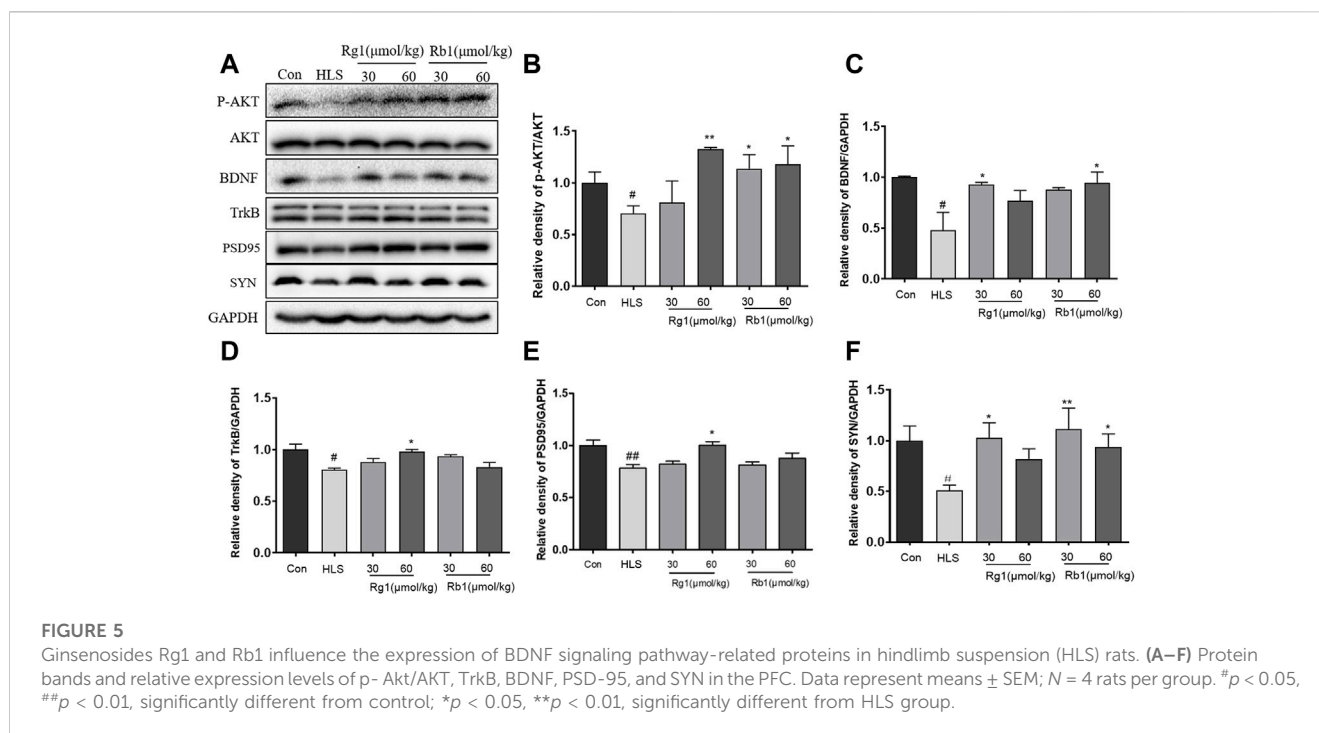 A
Rg1(μmol/kg) Rb1(μmol/kg)
Con HLS 30 60 30 60
P-AKT
AKT
BDNF
TrkB
PSD95
SYN
GAPDH
B
Relative density of p-AKT/AKT
1.5
1.0
0.5
0.0
#
**
*
*
Con HLS 30 60 30 60
Rg1(μmol/kg) Rb1(μmol/kg)
C
Relative density of BDNF/GAPDH
1.5
1.0
0.5
0.0
#
*
*
Con HLS 30 60 30 60
Rg1(μmol/kg) Rb1(μmol/kg)
D
Relative density of TrkB/GAPDH
1.5
1.0
0.5
0.0
#
*
Con HLS 30 60 30 60
Rg1(μmol/kg) Rb1(μmol/kg)
E
Relative density of PSD95/GAPDH
1.5
1.0
0.5
0.0
##
*
Con HLS 30 60 30 60
Rg1(μmol/kg) Rb1(μmol/kg)
F
Relative density of SYN/GAPDH
1.5
1.0
0.5
0.0
#
*
**
*
Con HLS 30 60 30 60
Rg1(μmol/kg) Rb1(μmol/kg)
FIGURE 5
Ginsenosides Rg1 and Rb1 influence the expression of BDNF signaling pathway-related proteins in hindlimb suspension (HLS) rats. (A–F) Protein
bands and relative expression levels of p- Akt/AKT, TrkB, BDNF, PSD-95, and SYN in the PFC. Data represent means ± SEM; N = 4 rats per group. #p < 0.05,
##p < 0.01, significantly different from control; *p < 0.05, **p < 0.01, significantly different from HLS group.